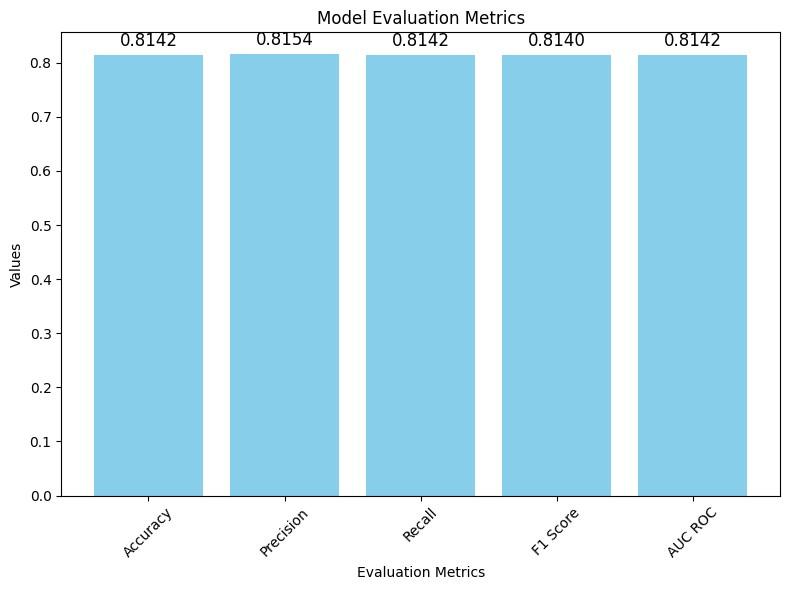 Model Evaluation Metrics
0.8142 0.8154 0.8142 0.8140 0.8142
0.8
0.7
0.6
0.5
0.4
0.3
0.2
0.1
0.0
Values
Accuracy Precision Recall F1 Score AUC ROC
Evaluation Metrics